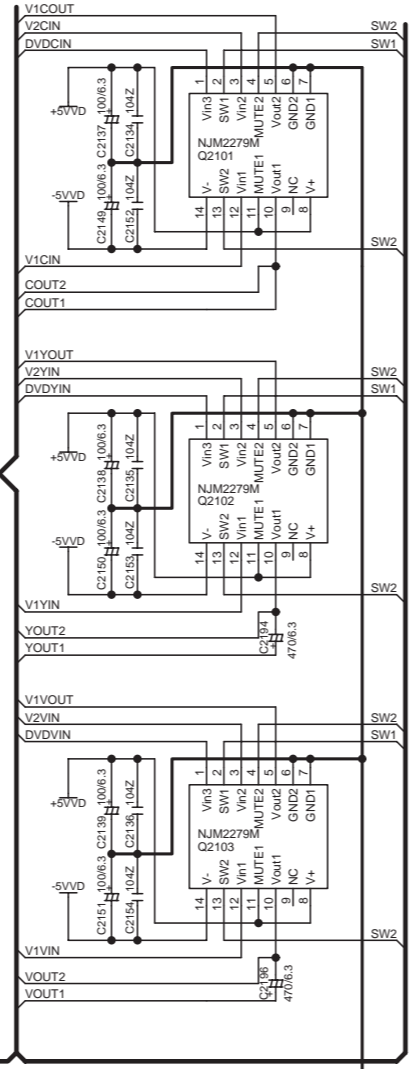 V1COUT
V2CIN
DVDCIN
SW2
SW1
+5VVD
C2137 100/6.3
C2134 104Z
-5VVD
C2149 100/6.3
C2152 104Z
1 2 3 4 5 6 7
Vin3 SW1 Vin2 MUTE2 Vout2 GND2 GND1
NJM2279M
Q2101
V- SW2 Vin1 MUTE1 Vout1 NC V+
14 13 12 11 10 9 8
SW2
V1CIN
COUT2
COUT1
V1YOUT
V2YIN
DVDYIN
SW2
SW1
+5VVD
C2138 100/6.3
C2135 104Z
-5VVD
C2150 100/6.3
C2153 104Z
1 2 3 4 5 6 7
Vin3 SW1 Vin2 MUTE2 Vout2 GND2 GND1
NJM2279M
Q2102
V- SW2 Vin1 MUTE1 Vout1 NC V+
14 13 12 11 10 9 8
SW2
V1YIN
YOUT2
YOUT1
C2194
470/6.3
V1VOUT
V2VIN
DVDVIN
SW2
SW1
+5VVD
C2139 100/6.3
C2136 104Z
-5VVD
C2151 100/6.3
C2154 104Z
1 2 3 4 5 6 7
Vin3 SW1 Vin2 MUTE2 Vout2 GND2 GND1
NJM2279M
Q2103
V- SW2 Vin1 MUTE1 Vout1 NC V+
14 13 12 11 10 9 8
SW2
V1VIN
VOUT2
VOUT1
C2196
470/6.3